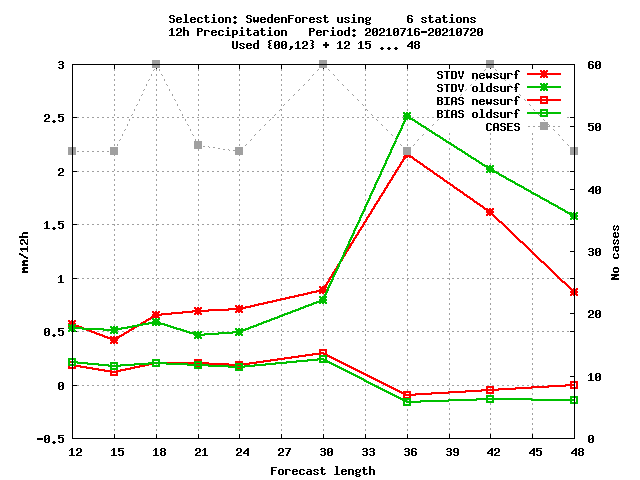 Selection: SwedenForest using     6 stations
12h Precipitation   Period: 20210716-20210720
Used {00,12} + 12 15 ... 48
STDV newsurf
STDV oldsurf
BIAS newsurf
BIAS oldsurf
CASES
3
2.5
2
1.5
1
0.5
0
-0.5
mm/12h
60
50
40
30
20
10
0
No cases
12 15 18 21 24 27 30 33 36 39 42 45 48
Forecast length